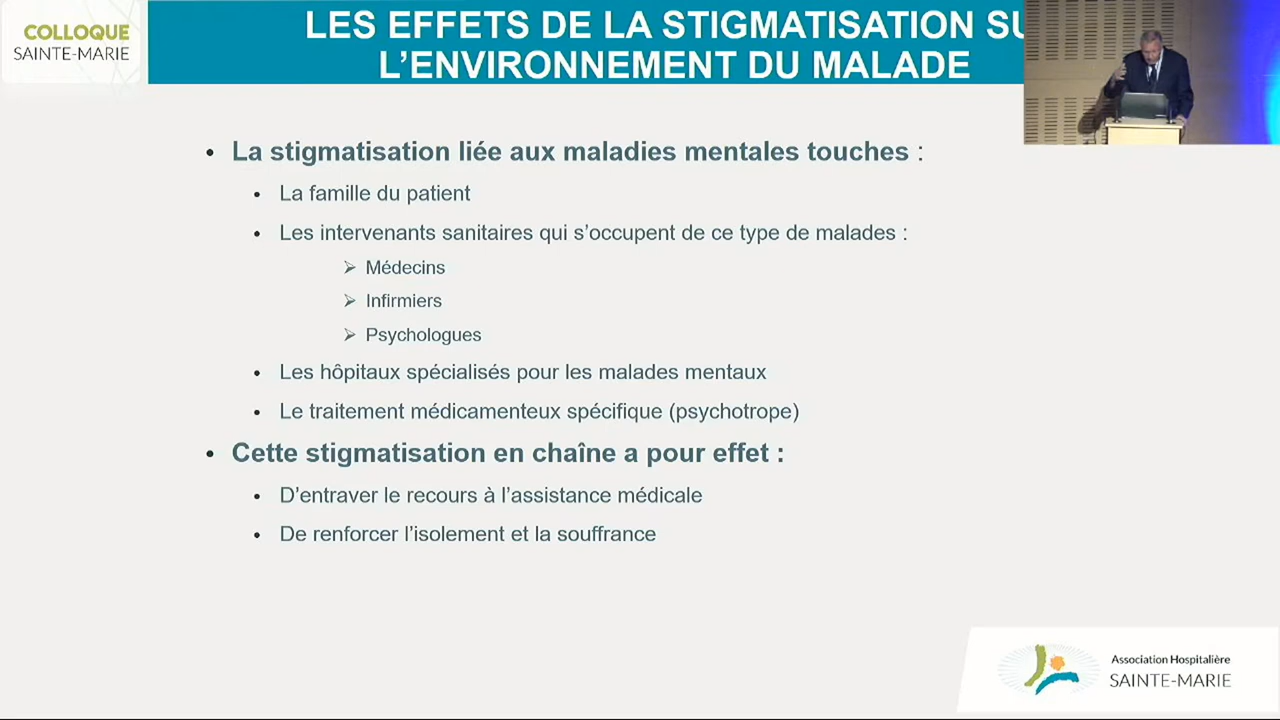 COLLOQUE
SAINTE-MARIE
LES EFFETS DE LA STIGMATISATION
L'ENVIRONNEMENT DU MALADE
• La stigmatisation liée aux maladies mentales touches :
• La famille du patient
• Les intervenants sanitaires qui s'occupent de ce type de malades :
➢ Médecins
➢ Infirmiers
➢ Psychologues
• Les hôpitaux spécialisés pour les malades mentaux
• Le traitement médicamenteux spécifique (psychotrope)
• Cette stigmatisation en chaîne a pour effet :
• D'entraver le recours à l'assistance médicale
• De renforcer l'isolement et la souffrance
Association Hospitalière
SAINTE-MARIE